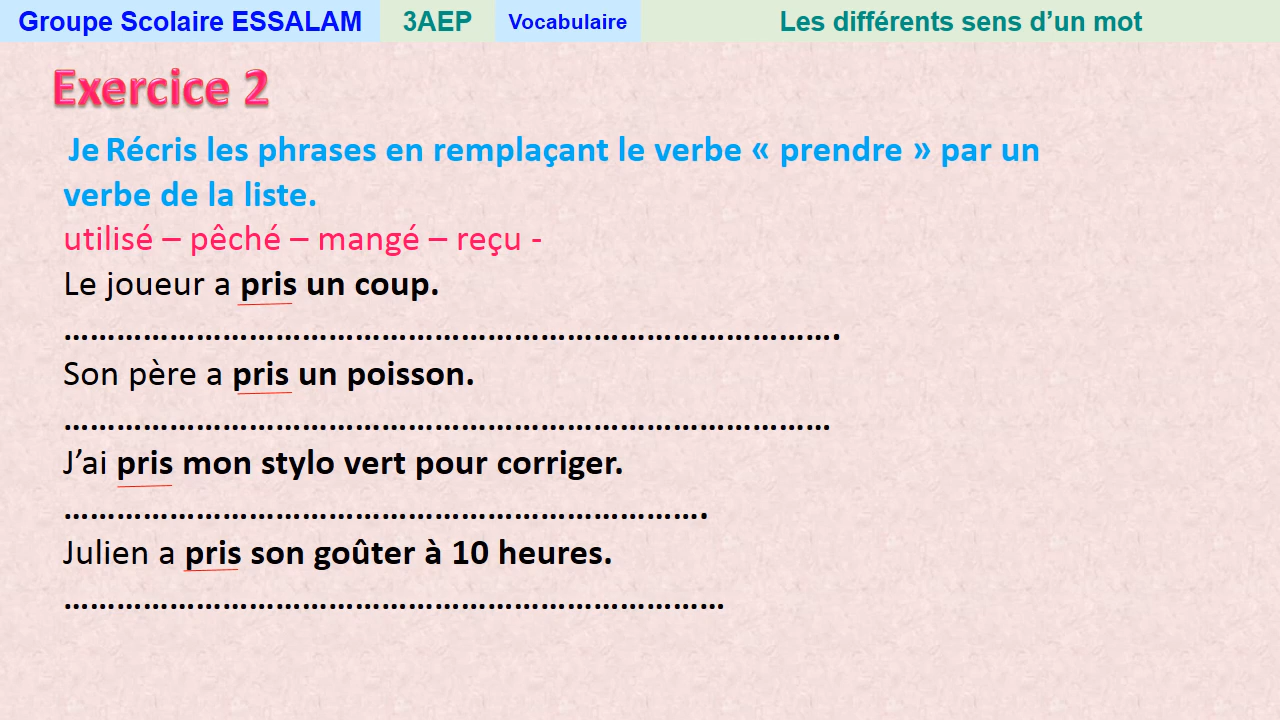 Groupe Scolaire ESSALAM 3AEP Vocabulaire Les différents sens d’un mot
Exercice 2
Je Récris les phrases en remplaçant le verbe « prendre » par un
verbe de la liste.
utilisé – pêché – mangé – reçu -
Le joueur a pris un coup.
………………………………………………………………………………….
Son père a pris un poisson.
…………………………………………………………………………………
J’ai pris mon stylo vert pour corriger.
…………………………………………………………………….
Julien a pris son goûter à 10 heures.
………………………………………………………………………